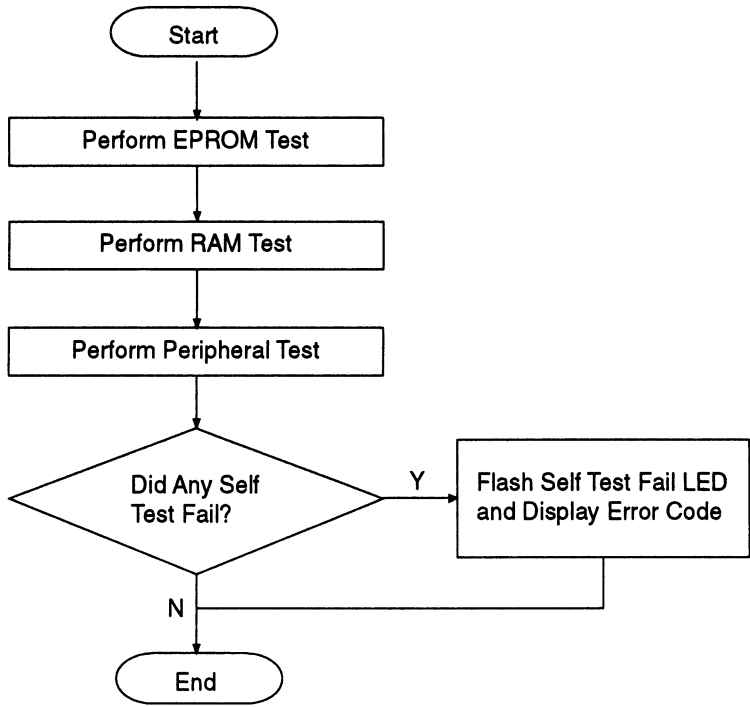 Start
Perform EPROM Test
Perform RAM Test
Perform Peripheral Test
Did Any Self
Test Fail?
Y
Flash Self Test Fail LED
and Display Error Code
N
End